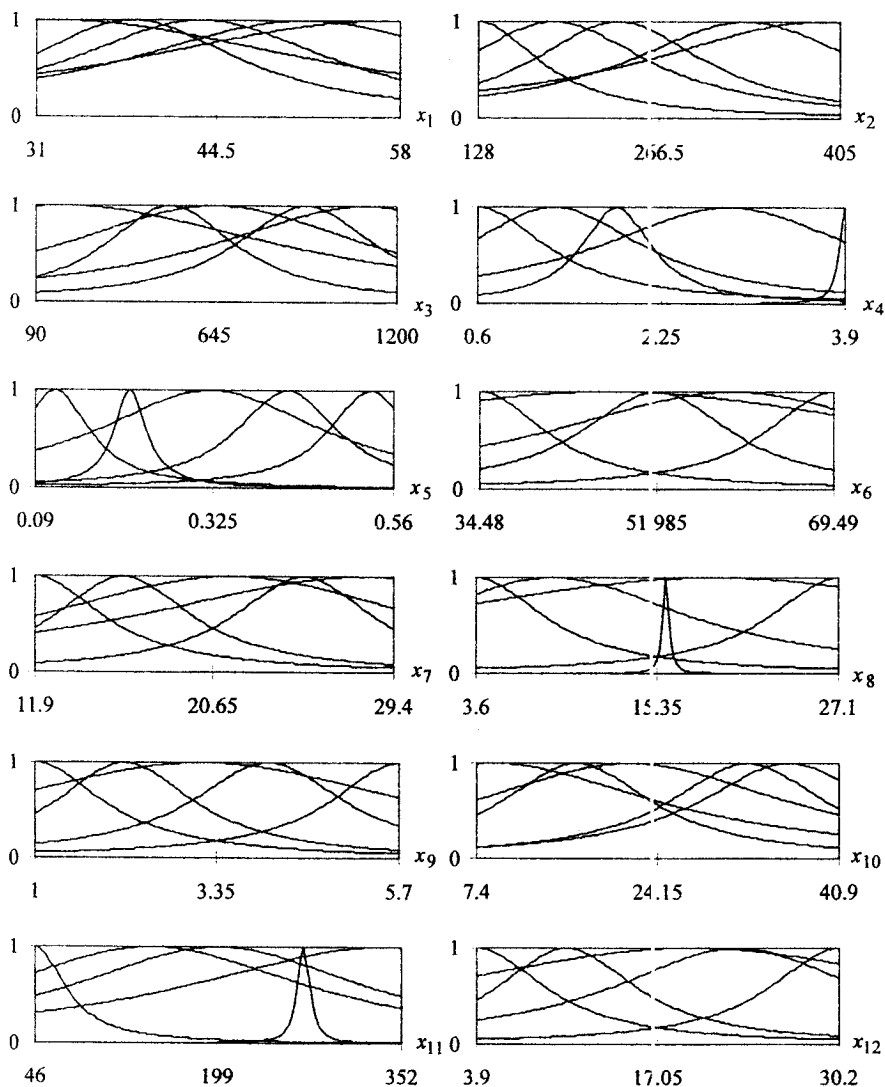 1 1
0 x1 0 x2
31 44.5 58 128 266.5 405
1 1
0 x3 0 x4
90 645 1200 0.6 2.25 3.9
1 1
0 x5 0 x6
0.09 0.325 0.56 34.48 51 985 69.49
1 1
0 x7 0 x8
11.9 20.65 29.4 3.6 15.35 27.1
1 1
0 x9 0 x10
1 3.35 5.7 7.4 24.15 40.9
1 1
0 x11 0 x12
46 199 352 3.9 17.05 30.2